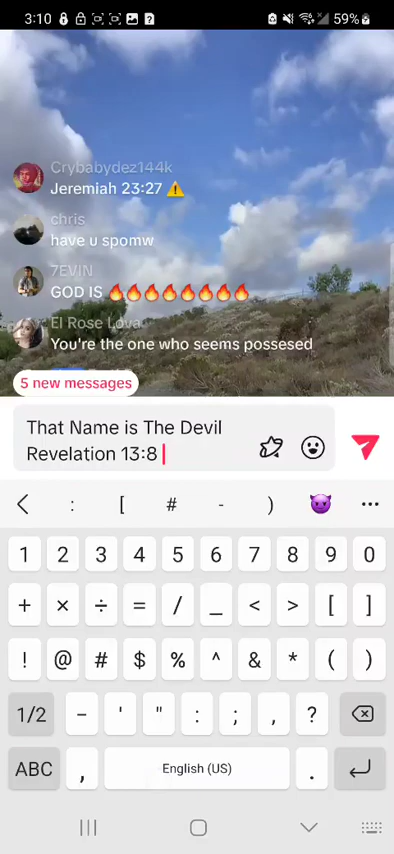 3:10
59%
Crybabydez144k
Jeremiah 23:27 ⚠️
chris
have u spomw
7EVIN
GOD IS 🔥🔥🔥🔥🔥🔥🔥🔥
El Rose Lova
You're the one who seems possesed
5 new messages
That Name is The Devil
Revelation 13:8
: [ # - ) 😈 •••
1 2 3 4 5 6 7 8 9 0
+ × ÷ = / _ < > [ ]
! @ # $ % ^ & * ( )
1/2 - ' " : ; , ?
ABC , English (US) .